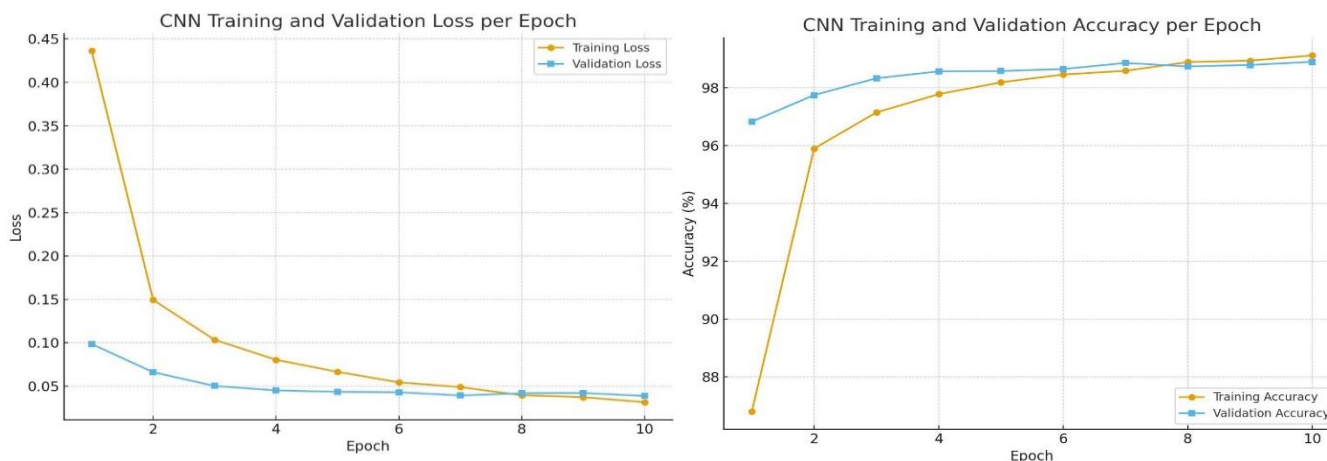 CNN Training and Validation Loss per Epoch
0.45
0.40
0.35
0.30
0.25
0.20
0.15
0.10
0.05
Loss
Training Loss
Validation Loss
2
4
6
8
10
Epoch
CNN Training and Validation Accuracy per Epoch
98
96
94
92
90
88
Accuracy (%)
Training Accuracy
Validation Accuracy
2
4
6
8
10
Epoch